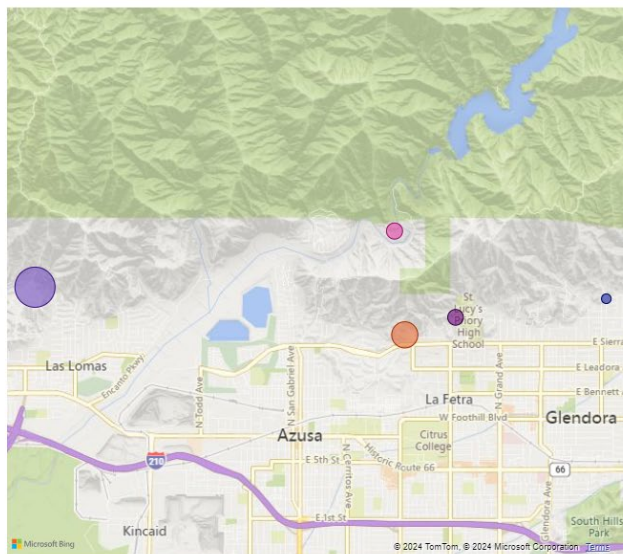 St
Lucy's
Priory
High
School
E Sierra
Las Lomas
Encanto Pkwy.
N Todd Ave
N San Gabriel Ave
N Grand Ave
E Leadora
E Bennett A
La Fetra
W Foothill Blvd
Glendora
Azusa
Citrus
College
Historic Route 66
N Cerritos Ave
E 5th St
210
66
Glendora Ave
E 1st St
South Hills
Park
Kincaid
Microsoft Bing
© 2024 TomTom, © 2024 Microsoft Corporation Terms